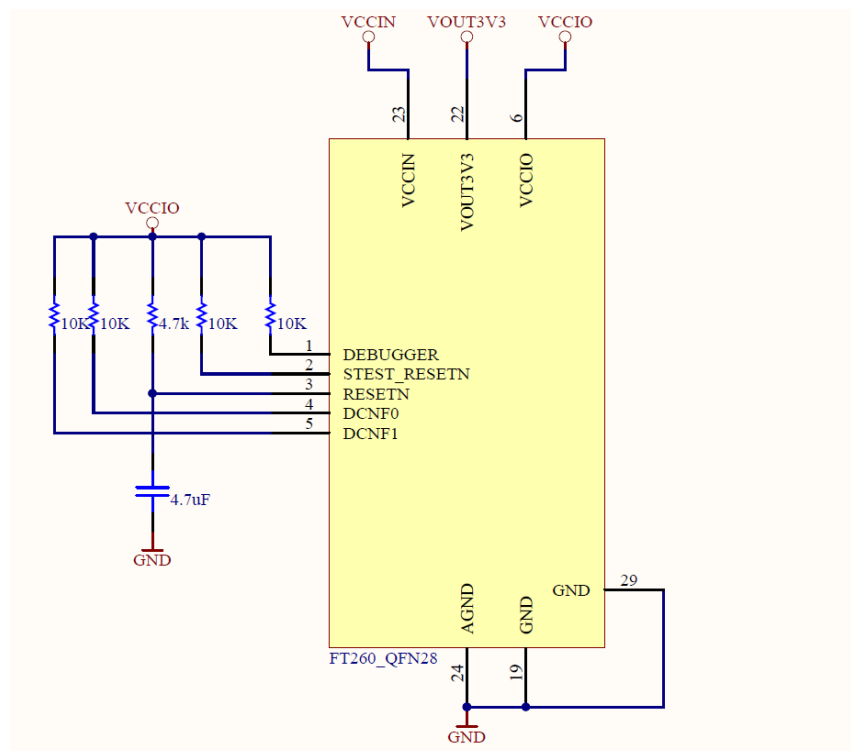 VCCIN VOUT3V3 VCCIO
23 22 6
VCCIN VOUT3V3 VCCIO
VCCIO
10K 10K 4.7k 10K 10K
1 DEBUGGER
2 STEST_RESETN
3 RESETN
4 DCNF0
5 DCNF1
4.7uF
GND
GND 29
AGND GND
FT260_QFN28
24 19
GND